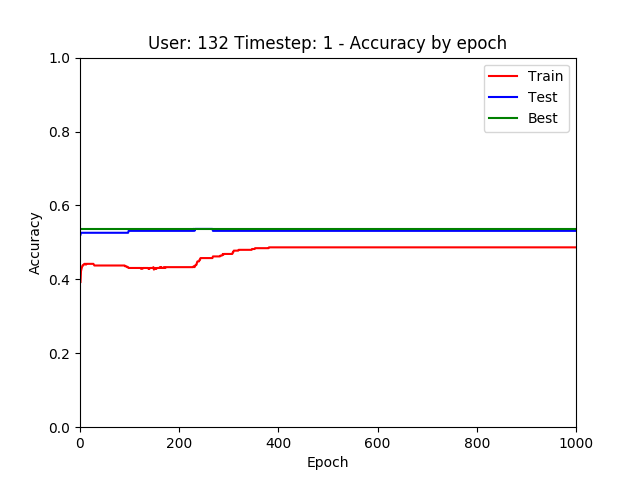 User: 132 Timestep: 1 - Accuracy by epoch
1.0
0.8
0.6
0.4
0.2
0.0
Accuracy
Train
Test
Best
0 200 400 600 800 1000
Epoch